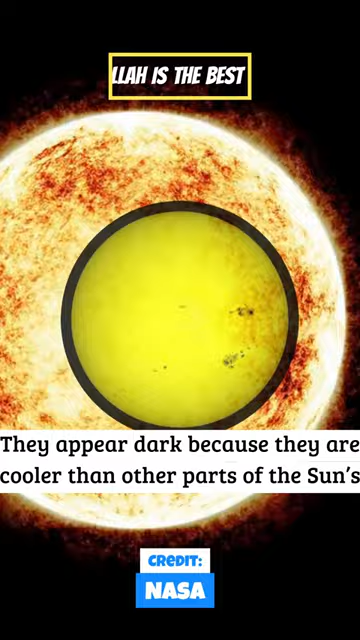 LLAH IS THE BEST
They appear dark because they are
cooler than other parts of the Sun's
CREDIT:
NASA